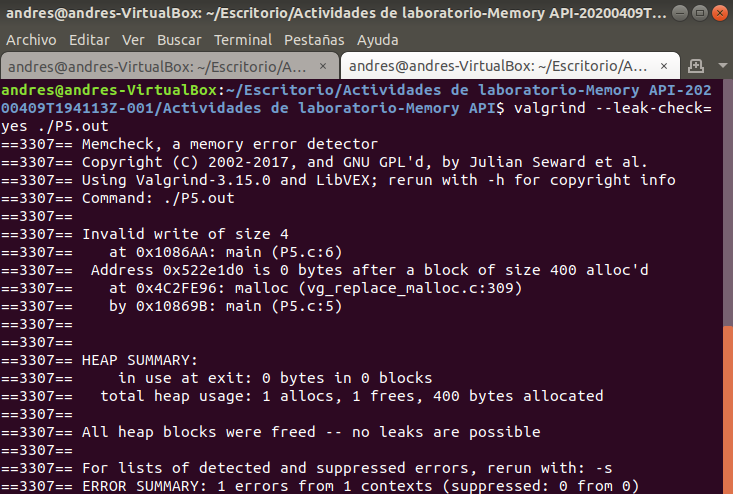 andres@andres-VirtualBox: ~/Escritorio/Actividades de laboratorio-Memory API-20200409T...
Archivo Editar Ver Buscar Terminal Pestañas Ayuda
andres@andres-VirtualBox: ~/Escritorio/A... × andres@andres-VirtualBox: ~/Escritorio/A... ×
andres@andres-VirtualBox:~/Escritorio/Actividades de laboratorio-Memory API-202
00409T194113Z-001/Actividades de laboratorio-Memory API$ valgrind --leak-check=
yes ./P5.out
==3307== Memcheck, a memory error detector
==3307== Copyright (C) 2002-2017, and GNU GPL'd, by Julian Seward et al.
==3307== Using Valgrind-3.15.0 and LibVEX; rerun with -h for copyright info
==3307== Command: ./P5.out
==3307==
==3307== Invalid write of size 4
==3307==    at 0x1086AA: main (P5.c:6)
==3307==  Address 0x522e1d0 is 0 bytes after a block of size 400 alloc'd
==3307==    at 0x4C2FE96: malloc (vg_replace_malloc.c:309)
==3307==    by 0x10869B: main (P5.c:5)
==3307==
==3307==
==3307== HEAP SUMMARY:
==3307==     in use at exit: 0 bytes in 0 blocks
==3307==   total heap usage: 1 allocs, 1 frees, 400 bytes allocated
==3307==
==3307== All heap blocks were freed -- no leaks are possible
==3307==
==3307== For lists of detected and suppressed errors, rerun with: -s
==3307== ERROR SUMMARY: 1 errors from 1 contexts (suppressed: 0 from 0)